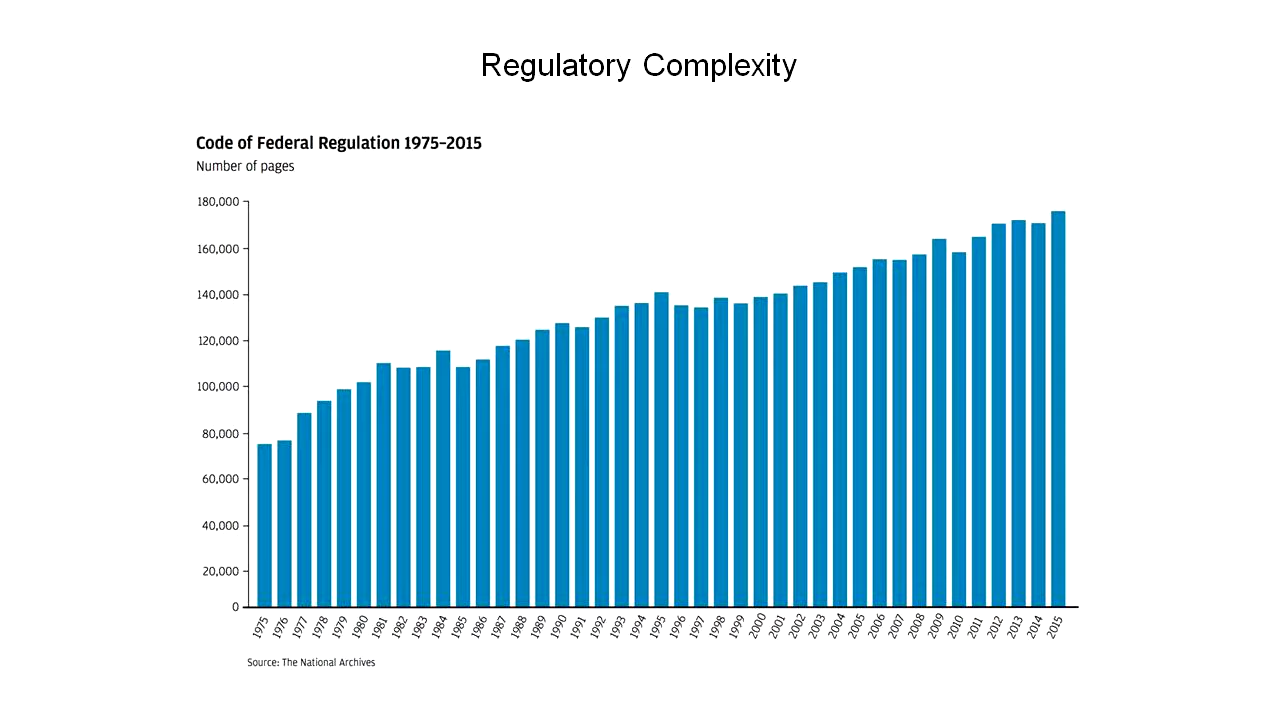 Regulatory Complexity
Code of Federal Regulation 1975–2015
Number of pages
180,000
160,000
140,000
120,000
100,000
80,000
60,000
40,000
20,000
0
1975 1976 1977 1978 1979 1980 1981 1982 1983 1984 1985 1986 1987 1988 1989 1990 1991 1992 1993 1994 1995 1996 1997 1998 1999 2000 2001 2002 2003 2004 2005 2006 2007 2008 2009 2010 2011 2012 2013 2014 2015
Source: The National Archives